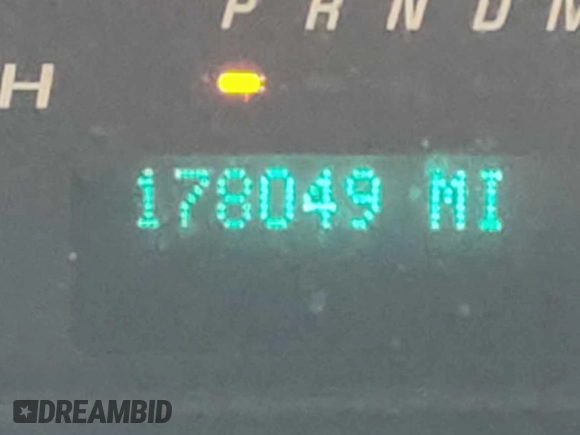 P R N D M
H
178049 MI
DREAMBID